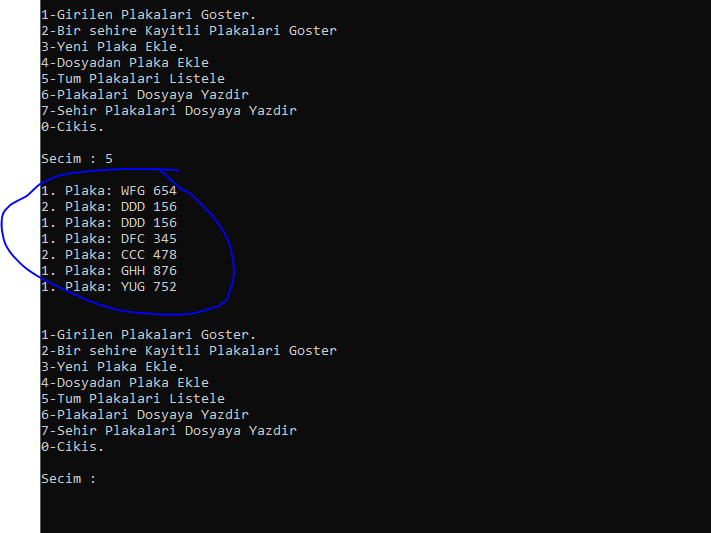 1-Girilen Plakalari Goster.
2-Bir sehire Kayitli Plakalari Goster
3-Yeni Plaka Ekle.
4-Dosyadan Plaka Ekle
5-Tum Plakalari Listele
6-Plakalari Dosyaya Yazdir
7-Sehir Plakalari Dosyaya Yazdir
0-Cikis.
Secim : 5
1. Plaka: WFG 654
2. Plaka: DDD 156
1. Plaka: DDD 156
1. Plaka: DFC 345
2. Plaka: CCC 478
1. Plaka: GHH 876
1. Plaka: YUG 752
1-Girilen Plakalari Goster.
2-Bir sehire Kayitli Plakalari Goster
3-Yeni Plaka Ekle.
4-Dosyadan Plaka Ekle
5-Tum Plakalari Listele
6-Plakalari Dosyaya Yazdir
7-Sehir Plakalari Dosyaya Yazdir
0-Cikis.
Secim :